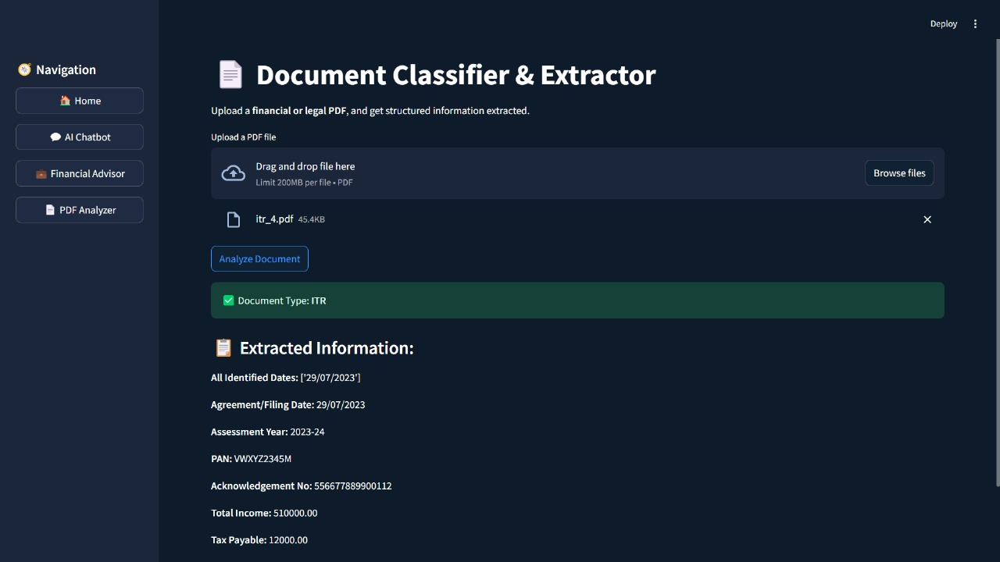 Deploy
Navigation
Home
AI Chatbot
Financial Advisor
PDF Analyzer
Document Classifier & Extractor
Upload a financial or legal PDF, and get structured information extracted.
Upload a PDF file
Drag and drop file here
Limit 200MB per file • PDF
Browse files
itr_4.pdf 45.4KB
Analyze Document
Document Type: ITR
Extracted Information:
All Identified Dates: ['29/07/2023']
Agreement/Filing Date: 29/07/2023
Assessment Year: 2023-24
PAN: VWXYZ2345M
Acknowledgement No: 556677889900112
Total Income: 510000.00
Tax Payable: 12000.00